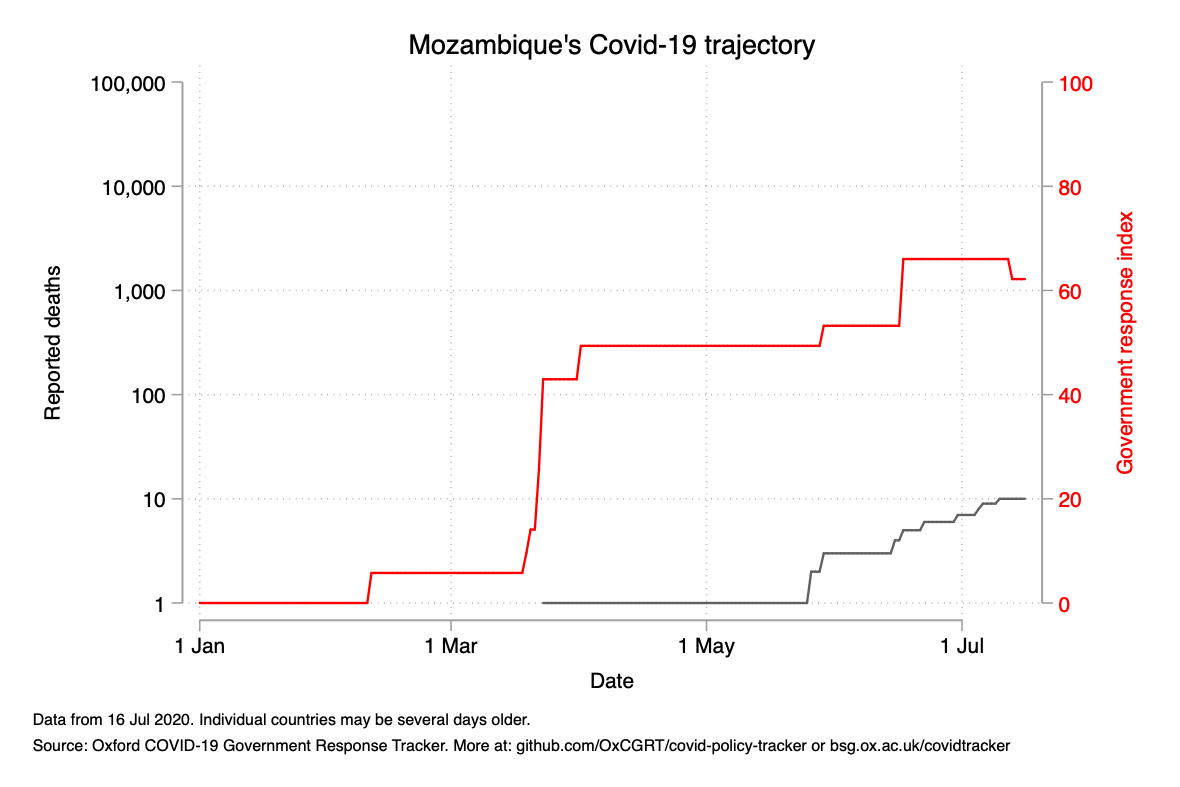 Mozambique's Covid-19 trajectory
100,000
10,000
1,000
100
10
1
Reported deaths
100
80
60
40
20
0
Government response index
1 Jan
1 Mar
1 May
1 Jul
Date
Data from 16 Jul 2020. Individual countries may be several days older.
Source: Oxford COVID-19 Government Response Tracker. More at: github.com/OxCGRT/covid-policy-tracker or bsg.ox.ac.uk/covidtracker